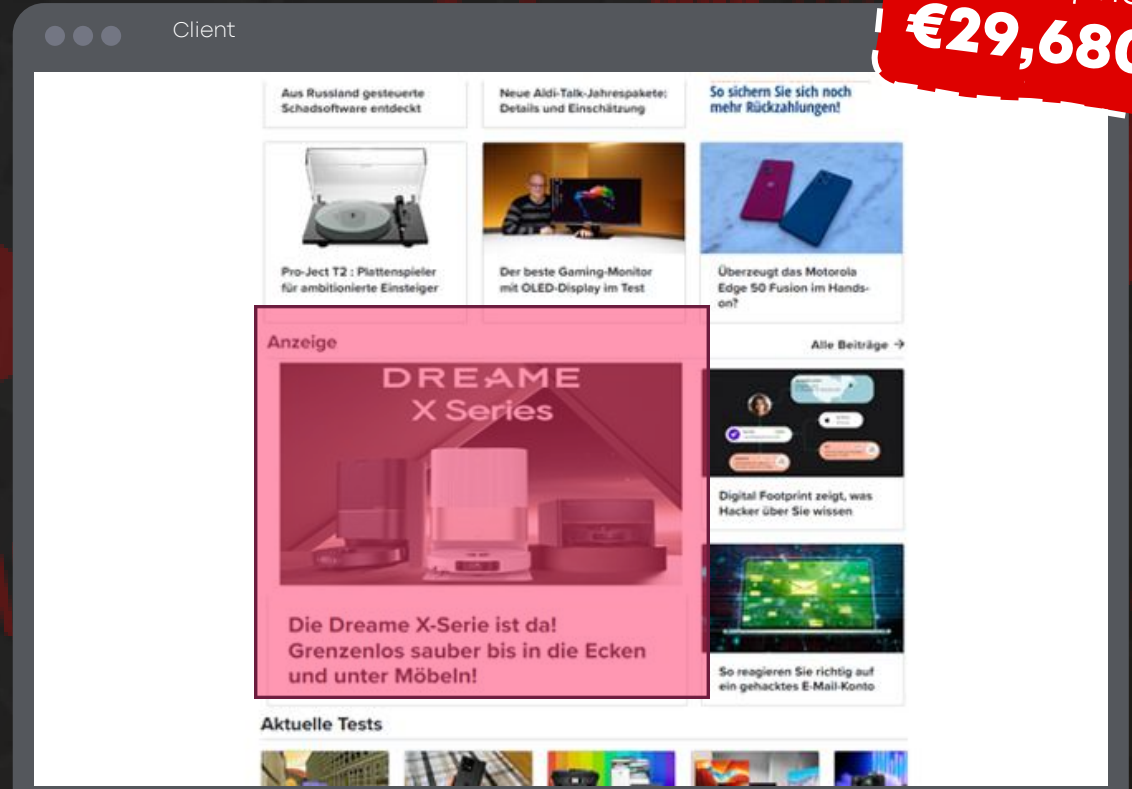 Client
€29,680
Aus Russland gesteuerte
Schadsoftware entdeckt
Neue Aldi-Talk-Jahrespakete:
Details und Einschätzung
So sichern Sie sich noch
mehr Rückzahlungen!
Pro-Ject T2 : Plattenspieler
für ambitionierte Einsteiger
Der beste Gaming-Monitor
mit OLED-Display im Test
Überzeugt das Motorola
Edge 50 Fusion im Hands-
on?
Anzeige
Alle Beiträge →
DREAME
X Series
Die Dreame X-Serie ist da!
Grenzenlos sauber bis in die Ecken
und unter Möbeln!
Digital Footprint zeigt, was
Hacker über Sie wissen
So reagieren Sie richtig auf
ein gehacktes E-Mail-Konto
Aktuelle Tests